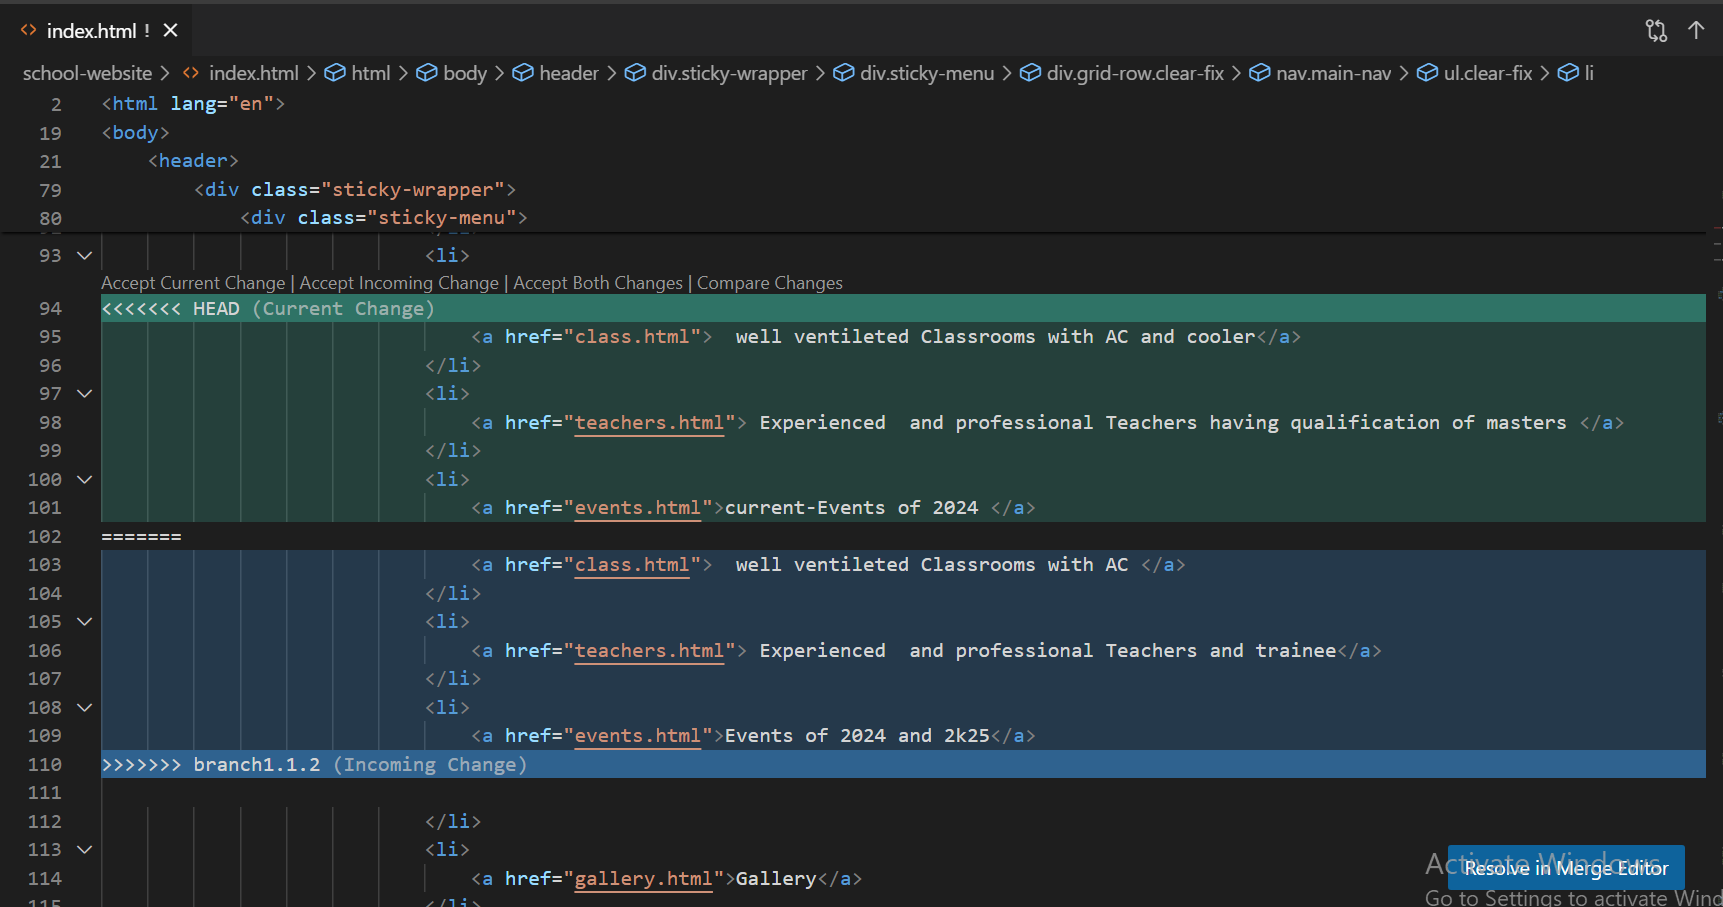 index.html !
school-website > index.html > html > body > header > div.sticky-wrapper > div.sticky-menu > div.grid-row.clear-fix > nav.main-nav > ul.clear-fix > li
2 <html lang="en">
19 <body>
21 <header>
79 <div class="sticky-wrapper">
80 <div class="sticky-menu">
93 <li>
Accept Current Change | Accept Incoming Change | Accept Both Changes | Compare Changes
94 <<<<<<< HEAD (Current Change)
95 <a href="class.html">  well ventileted Classrooms with AC and cooler</a>
96 </li>
97 <li>
98 <a href="teachers.html"> Experienced  and professional Teachers having qualification of masters </a>
99 </li>
100 <li>
101 <a href="events.html">current-Events of 2024 </a>
102 =======
103 <a href="class.html">  well ventileted Classrooms with AC </a>
104 </li>
105 <li>
106 <a href="teachers.html"> Experienced  and professional Teachers and trainee</a>
107 </li>
108 <li>
109 <a href="events.html">Events of 2024 and 2k25</a>
110 >>>>>>> branch1.1.2 (Incoming Change)
111
112 </li>
113 <li>
114 <a href="gallery.html">Gallery</a>
115 </li>
Activate Windows
Resolve in Merge Editor
Go to Settings to activate Wind